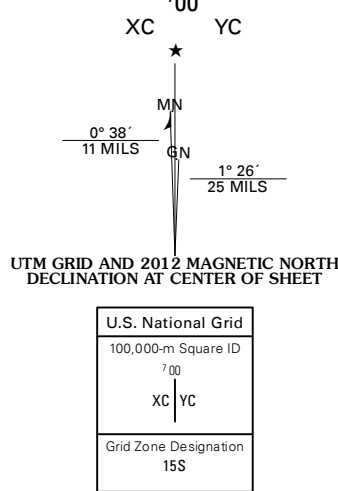 ⁷00
XC YC
★
MN
0° 38´
11 MILS
GN
1° 26´
25 MILS
UTM GRID AND 2012 MAGNETIC NORTH
DECLINATION AT CENTER OF SHEET
U.S. National Grid
100,000-m Square ID
⁷00
XC YC
Grid Zone Designation
15S